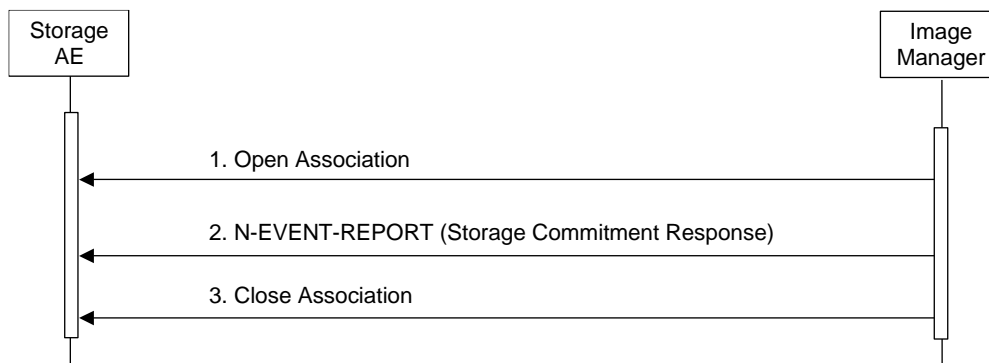 Storage
AE
Image
Manager
1. Open Association
2. N-EVENT-REPORT (Storage Commitment Response)
3. Close Association